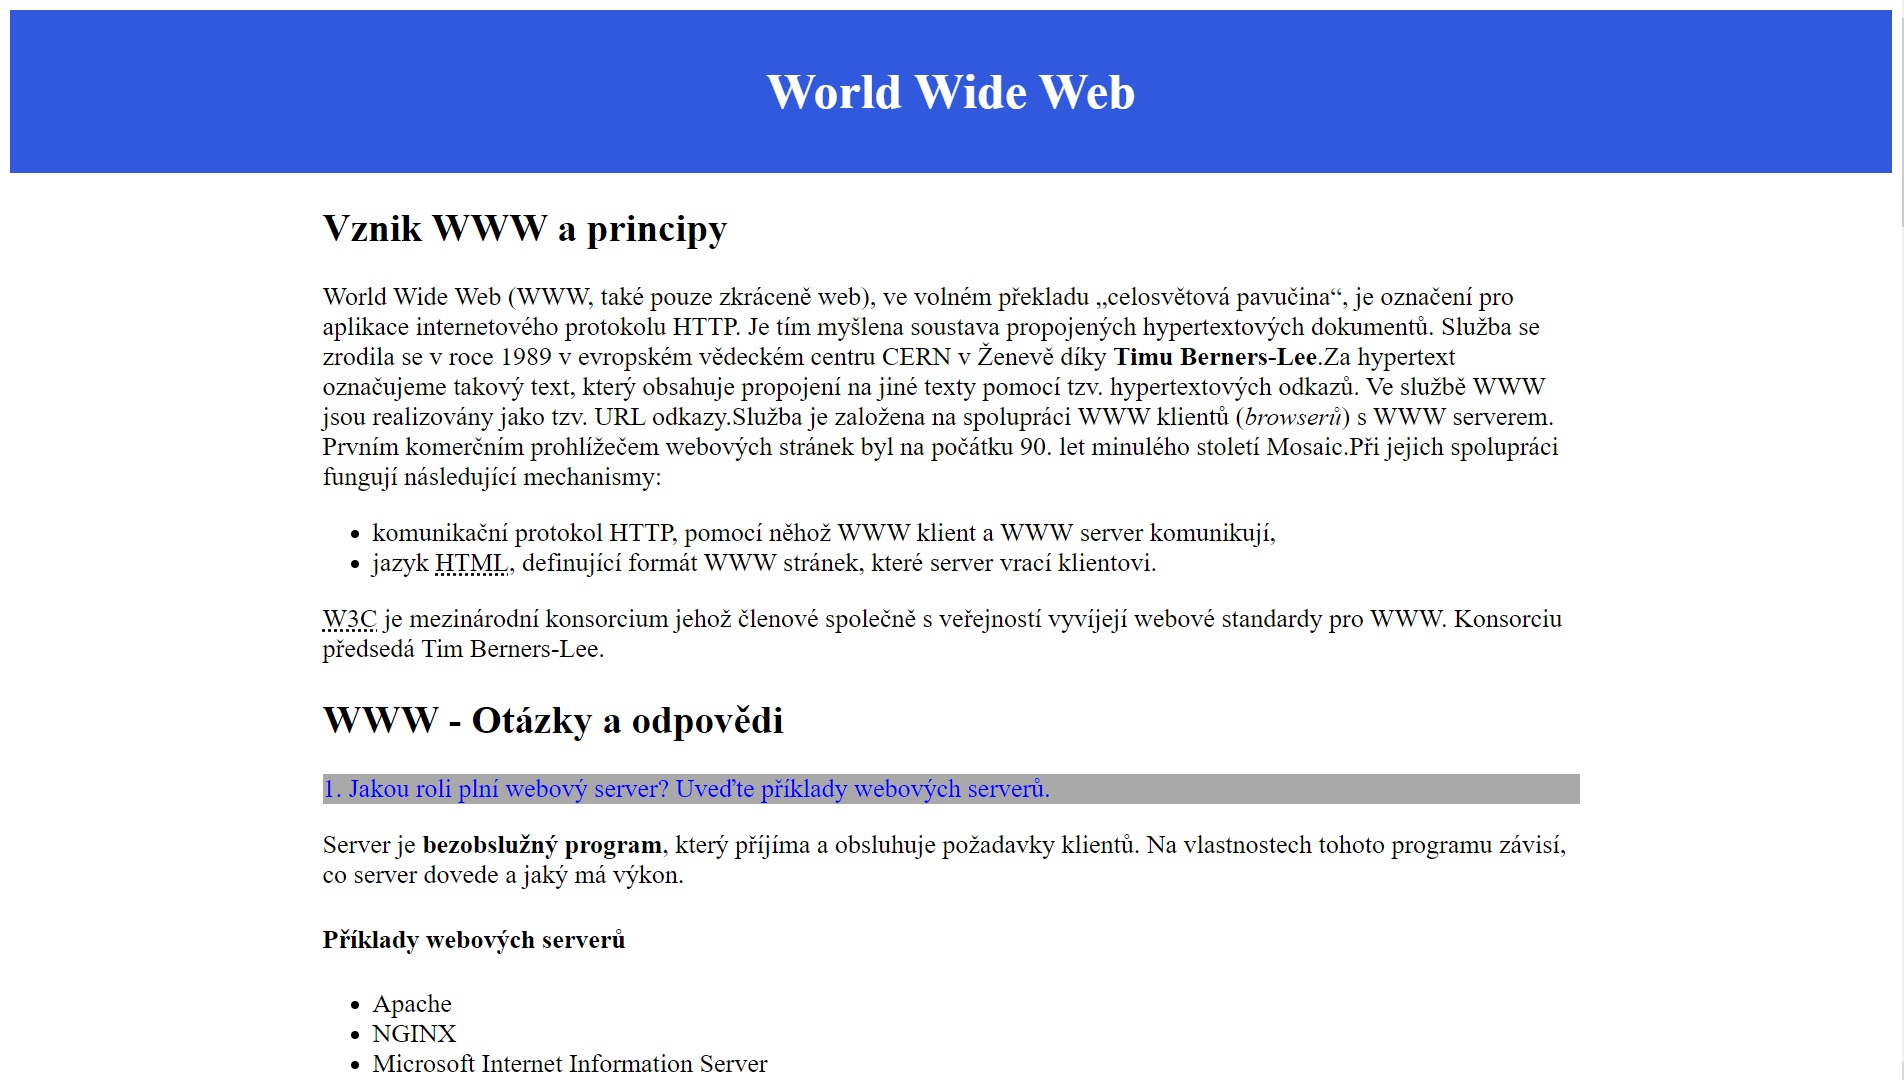 World Wide Web
Vznik WWW a principy
World Wide Web (WWW, také pouze zkráceně web), ve volném překladu „celosvětová pavučina“, je označení pro
aplikace internetového protokolu HTTP. Je tím myšlena soustava propojených hypertextových dokumentů. Služba se
zrodila se v roce 1989 v evropském vědeckém centru CERN v Ženevě díky Timu Berners-Lee.Za hypertext
označujeme takový text, který obsahuje propojení na jiné texty pomocí tzv. hypertextových odkazů. Ve službě WWW
jsou realizovány jako tzv. URL odkazy.Služba je založena na spolupráci WWW klientů (browserů) s WWW serverem.
Prvním komerčním prohlížečem webových stránek byl na počátku 90. let minulého století Mosaic.Při jejich spolupráci
fungují následující mechanismy:
• komunikační protokol HTTP, pomocí něhož WWW klient a WWW server komunikují,
• jazyk HTML, definující formát WWW stránek, které server vrací klientovi.
W3C je mezinárodní konsorcium jehož členové společně s veřejností vyvíjejí webové standardy pro WWW. Konsorciu
předsedá Tim Berners-Lee.
WWW - Otázky a odpovědi
1. Jakou roli plní webový server? Uveďte příklady webových serverů.
Server je bezobslužný program, který příjíma a obsluhuje požadavky klientů. Na vlastnostech tohoto programu závisí,
co server dovede a jaký má výkon.
Příklady webových serverů
• Apache
• NGINX
• Microsoft Internet Information Server